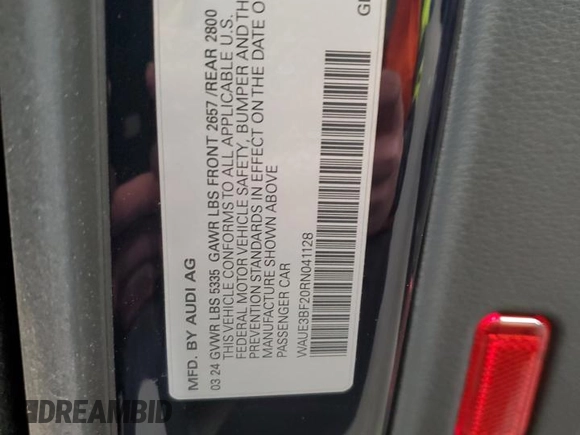 MFD. BY AUDI AG
03 24 GVWR LBS 5335 GAWR LBS FRONT 2657/REAR 2800
THIS VEHICLE CONFORMS TO ALL APPLICABLE U.S.
FEDERAL MOTOR VEHICLE SAFETY, BUMPER AND THE
PREVENTION STANDARDS IN EFFECT ON THE DATE O
MANUFACTURE SHOWN ABOVE
PASSENGER CAR
WAUE3BF20RN041128
DREAMBID